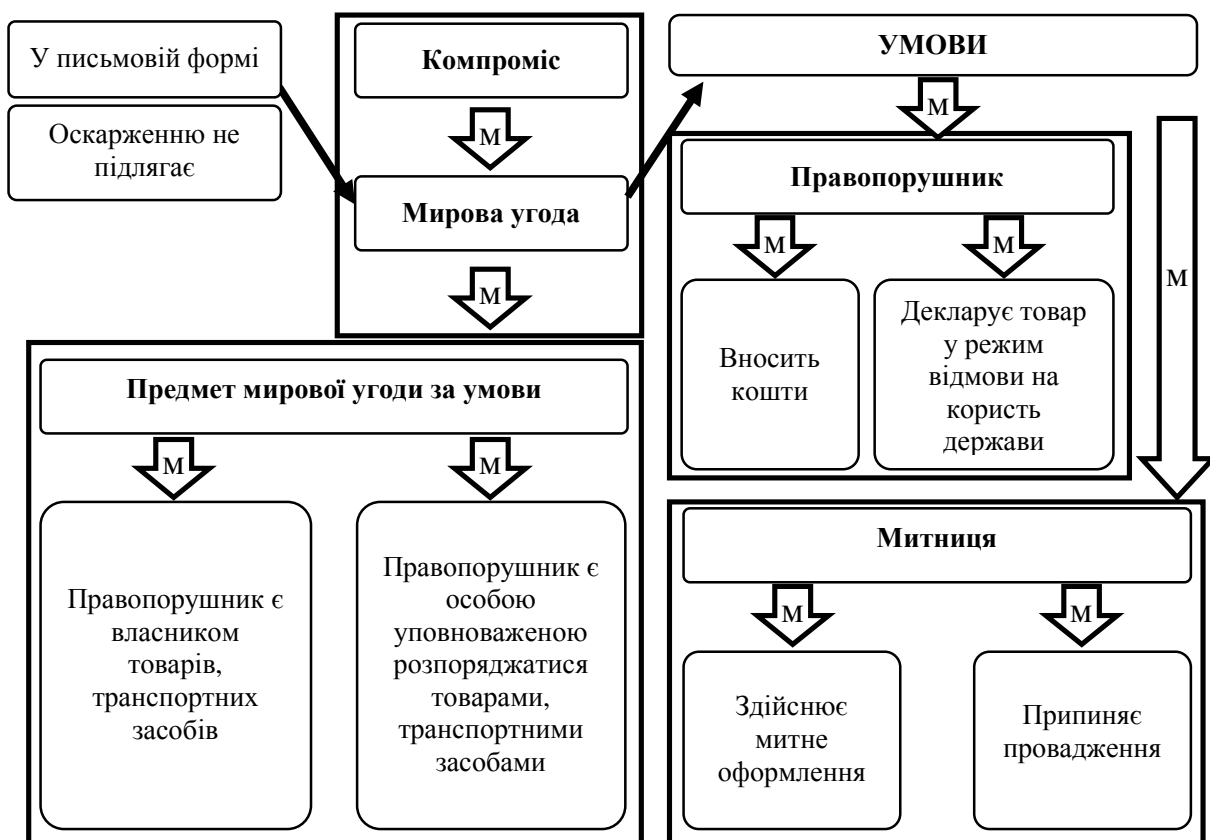 У письмовій формі
Оскарженню не
підлягає
Компроміс
м
Мирова угода
м
УМОВИ
м
Правопорушник
м
м
Вносить
кошти
Декларує товар
у режим
відмови на
користь
держави
м
Предмет мирової угоди за умови
м
м
Правопорушник є
власником
товарів,
транспортних
засобів
Правопорушник є
особою
уповноваженою
розпоряджатися
товарами,
транспортними
засобами
Митниця
м
м
Здійснює
митне
оформлення
Припиняє
провадження